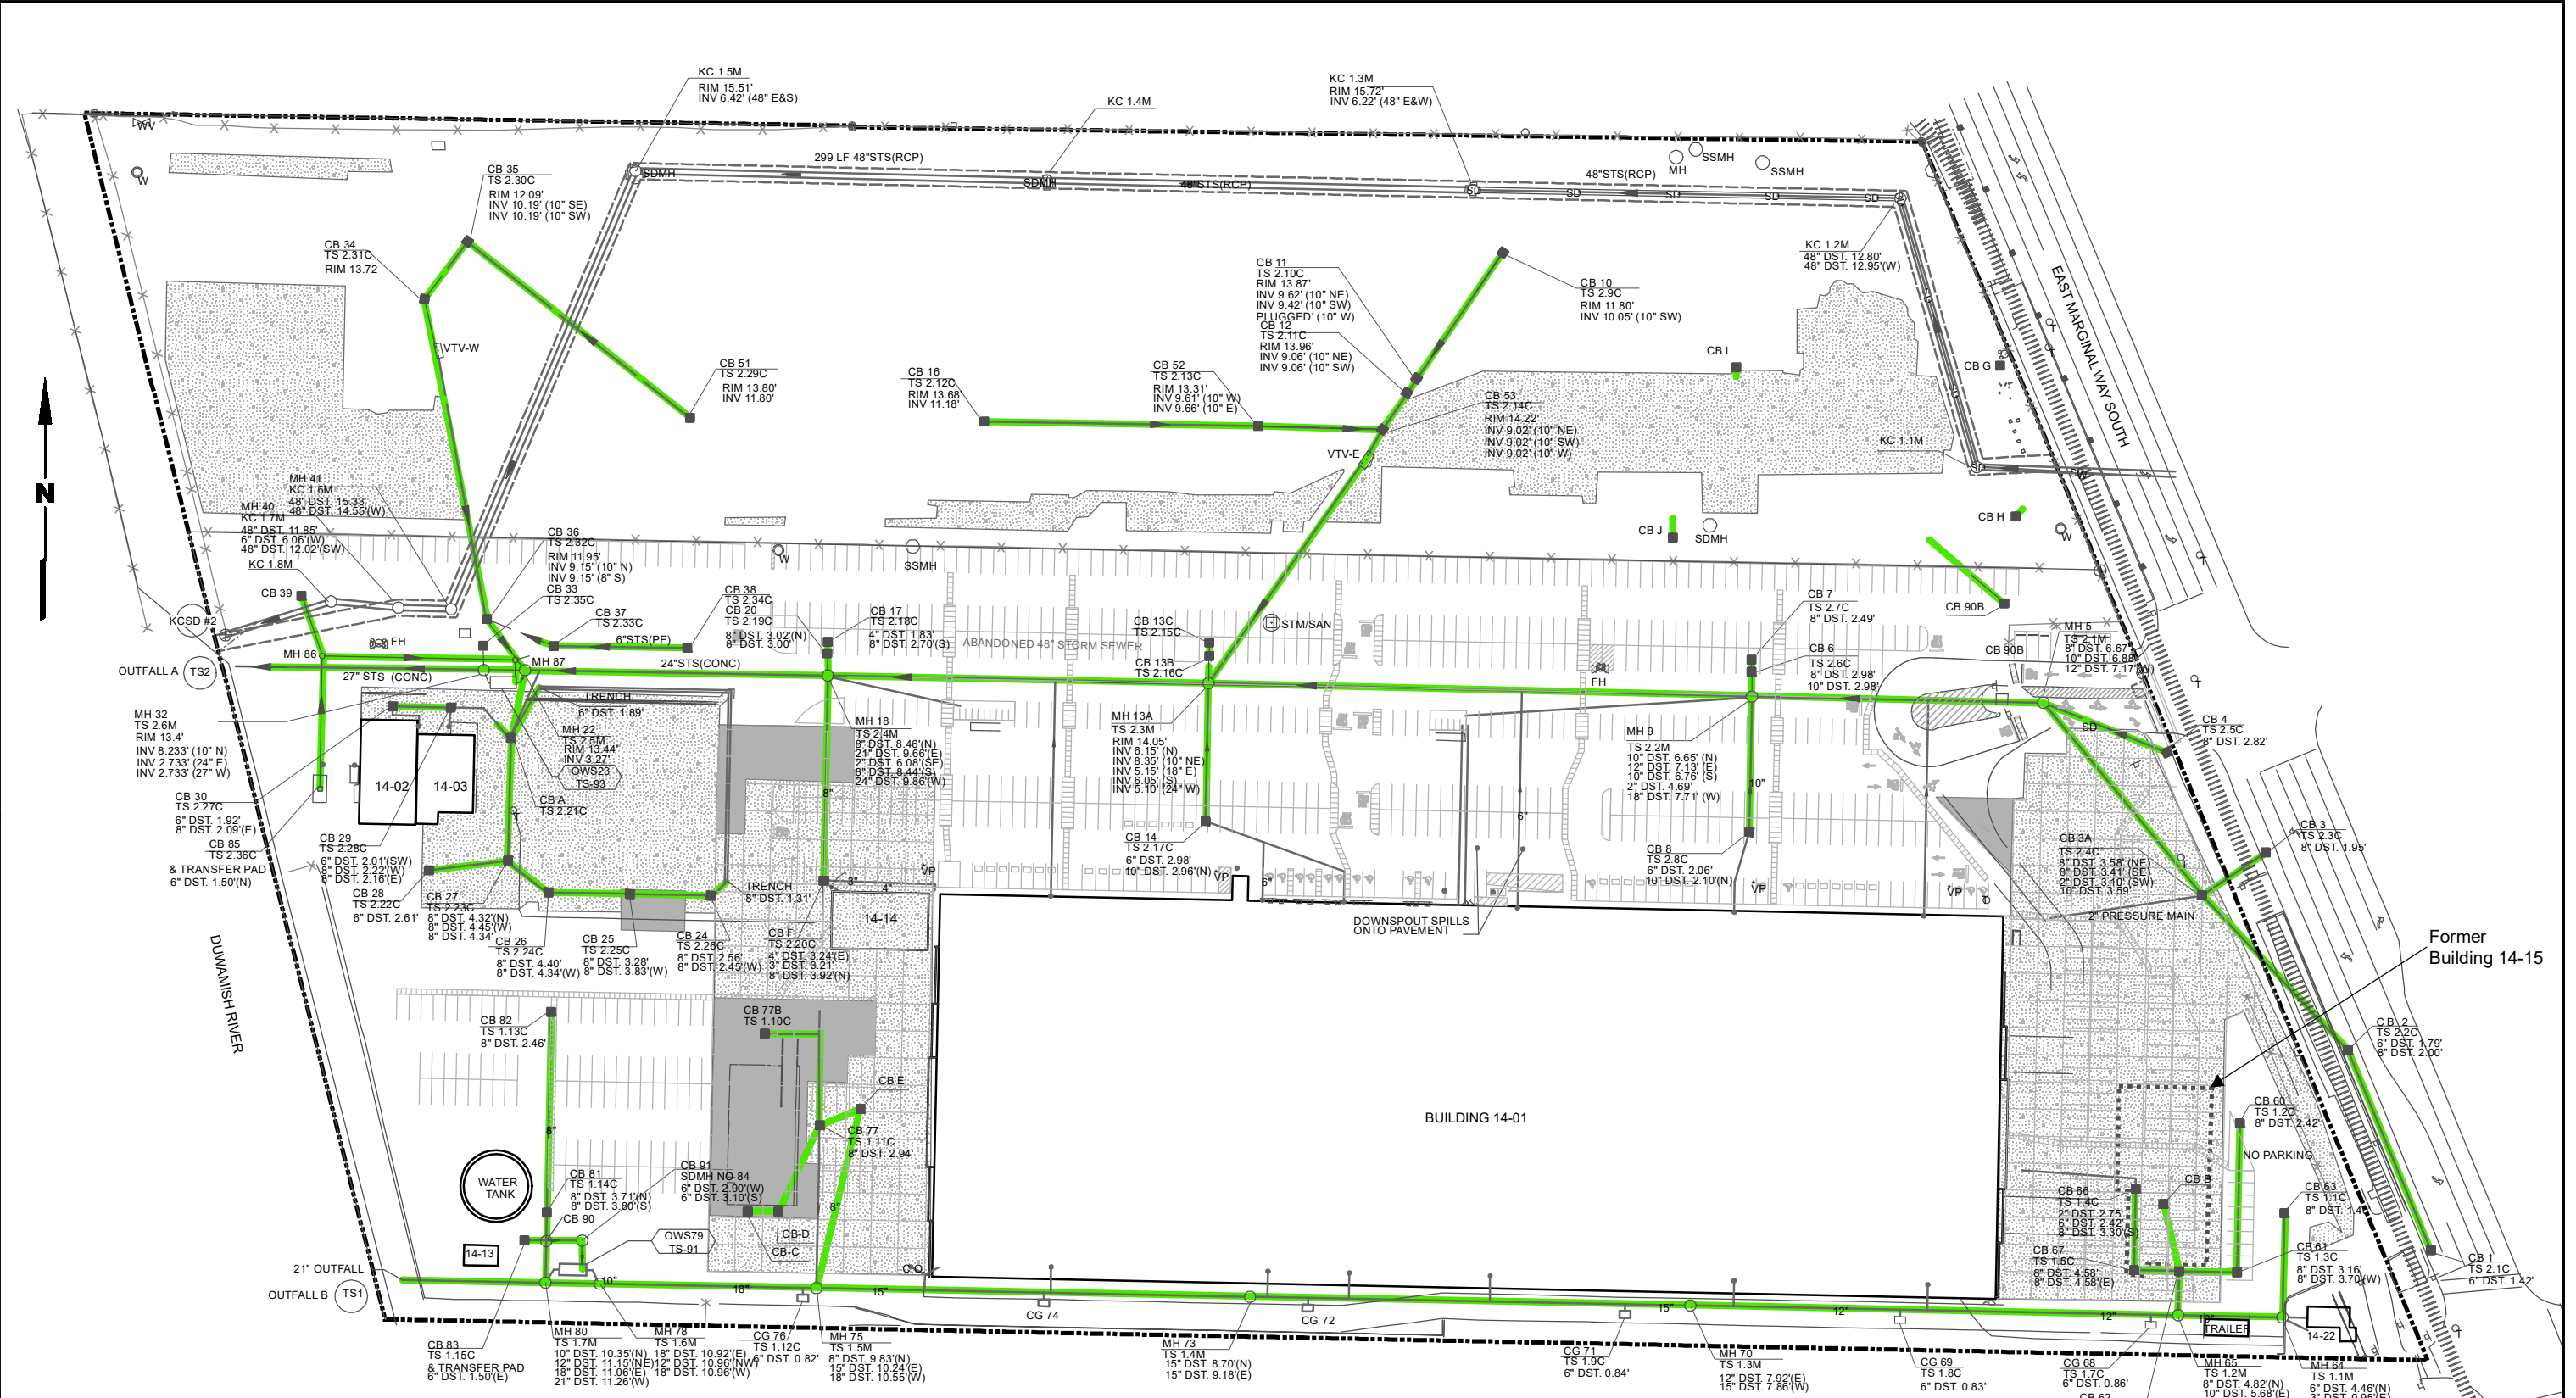 KC 1.5M
RIM 15.51'
INV 6.42' (48" E&S)
KC 1.4M
KC 1.3M
RIM 15.72'
INV 6.22' (48" E&W)
WV
W
299 LF 48"STS(RCP)
SDMH
SDMH
48"STS(RCP)
SD
48"STS(RCP)
SD
SD
SD
SD
MH
SSMH
SSMH
CB 35
TS 2.30C
RIM 12.09'
INV 10.19' (10" SE)
INV 10.19' (10" SW)
CB 34
TS 2.31C
RIM 13.72
VTV-W
CB 51
TS 2.29C
RIM 13.80'
INV 11.80'
CB 16
TS 2.12C
RIM 13.68'
INV 11.18'
CB 52
TS 2.13C
RIM 13.31'
INV 9.61' (10" W)
INV 9.66' (10" E)
CB 11
TS 2.10C
RIM 13.87'
INV 9.62' (10" NE)
INV 9.42' (10" SW)
PLUGGED' (10" W)
CB 12
TS 2.11C
RIM 13.96'
INV 9.06' (10" NE)
INV 9.06' (10" SW)
CB 10
TS 2.9C
RIM 11.80'
INV 10.05' (10" SW)
KC 1.2M
48" DST. 12.80'
48" DST. 12.95'(W)
EAST MARGINAL WAY SOUTH
CB I
CB G
CB 53
TS 2.14C
RIM 14.22'
INV 9.02' (10" NE)
INV 9.02' (10" SW)
INV 9.02' (10" W)
VTV-E
KC 1.1M
SD
N
MH 41
KC 1.6M
48" DST. 15.33'
48" DST. 14.55'(W)
MH 40
KC 1.7M
48" DST. 11.85'
6" DST. 6.06'(W)
48" DST. 12.02'(SW)
KC 1.8M
CB 39
KCSD #2
CB 36
TS 2.32C
RIM 11.95'
INV 9.15' (10" N)
INV 9.15' (8" S)
CB 33
TS 2.35C
CB 37
TS 2.33C
6"STS(PE)
W
SSMH
CB 38
TS 2.34C
CB 20
TS 2.19C
8" DST. 3.02'(N)
8" DST. 3.00'
CB 17
TS 2.18C
4" DST. 1.83'
8" DST. 2.70'(S)
ABANDONED 48" STORM SEWER
CB 13C
TS 2.15C
CB 13B
TS 2.16C
STM/SAN
CB J
SDMH
CB H
W
CB 90B
CB 7
TS 2.7C
8" DST. 2.49'
CB 6
TS 2.6C
8" DST. 2.98'
10" DST. 2.98'
FH
MH 5
TS 2.1M
8" DST. 6.67'
10" DST. 6.88'
12" DST. 7.17'(W)
CB 90B
FH
MH 86
OUTFALL A
TS2
27" STS (CONC)
MH 87
24"STS(CONC)
TRENCH
6" DST. 1.89'
MH 32
TS 2.6M
RIM 13.4'
INV 8.233' (10" N)
INV 2.733' (24" E)
INV 2.733' (27" W)
MH 22
TS 2.5M
RIM 13.44"
INV 3.27'
OWS23
TS-93
CB A
TS 2.21C
14-02
14-03
MH 18
TS 2.4M
8" DST. 8.46'(N)
21" DST. 9.66'(E)
2" DST. 6.08'(SE)
8" DST. 8.44'(S)
24" DST. 9.86'(W)
8"
MH 13A
TS 2.3M
RIM 14.05'
INV 6.15' (N)
INV 8.35' (10" NE)
INV 5.15' (18" E)
INV 6.05' (S)
INV 5.10' (24" W)
MH 9
TS 2.2M
10" DST. 6.65' (N)
12" DST. 7.13' (E)
10" DST. 6.76' (S)
2" DST. 4.69'
18" DST. 7.71' (W)
10"
6"
SD
CB 4
TS 2.5C
8" DST. 2.82'
CB 30
TS 2.27C
6" DST. 1.92'
8" DST. 2.09'(E)
CB 85
TS 2.36C
& TRANSFER PAD
6" DST. 1.50'(N)
CB 29
TS 2.28C
6" DST. 2.01'(SW)
8" DST. 2.22'(W)
8" DST. 2.16'(E)
CB 28
TS 2.22C
6" DST. 2.61'
CB 27
TS 2.23C
8" DST. 4.32'(N)
8" DST. 4.45'(W)
8" DST. 4.34'
CB 26
TS 2.24C
8" DST. 4.40'
8" DST. 4.34'(W)
CB 25
TS 2.25C
8" DST. 3.28'
8" DST. 3.83'(W)
CB 24
TS 2.26C
8" DST. 2.56'
8" DST. 2.45'(W)
TRENCH
8" DST. 1.31'
CB F
TS 2.20C
4" DST. 3.24'(E)
3" DST. 3.21'
8" DST. 3.92'(N)
3"
4"
14-14
VP
CB 14
TS 2.17C
6" DST. 2.98'
10" DST. 2.96'(N)
VP
6"
DOWNSPOUT SPILLS
ONTO PAVEMENT
CB 8
TS 2.8C
6" DST. 2.06'
10" DST. 2.10'(N)
VP
VP
CB 3A
TS 2.4C
8" DST. 3.58' (NE)
8" DST. 3.41' (SE)
2" DST. 3.10' (SW)
10" DST. 3.59'
CB 3
TS 2.3C
8" DST. 1.95'
2" PRESSURE MAIN
Former
Building 14-15
DUWAMISH RIVER
CB 82
TS 1.13C
8" DST. 2.46'
CB 77B
TS 1.10C
CB E
CB 77
TS 1.11C
8" DST. 2.94'
BUILDING 14-01
C B 2
TS 2.2C
6" DST. 1.79'
8" DST. 2.00'
CB 60
TS 1.2C
8" DST. 2.42'
NO PARKING
8"
WATER
TANK
CB 81
TS 1.14C
8" DST. 3.71'(N)
8" DST. 3.80'(S)
CB 90
CB 91
SDMH NO 84
6" DST. 2.90'(W)
6" DST. 3.10'(S)
OWS79
TS-91
8"
CB-D
CB-C
CB B
CB 66
TS 1.4C
2" DST. 2.75'
6" DST. 2.42'
8" DST. 3.30'(S)
CB 63
TS 1.1C
CB 67
TS 1.5C
8" DST. 4.58'
8" DST. 4.58'(E)
CB 61
TS 1.3C
8" DST. 3.16'
8" DST. 3.70'(W)
CB 1
TS 2.1C
6" DST. 1.42'
14-13
21" OUTFALL
OUTFALL B
TS1
10"
18"
15"
CG 74
CG 72
15"
12"
12"
TRAILER
14-22
CB 83
TS 1.15C
& TRANSFER PAD
6" DST. 1.50'(E)
MH 80
TS 1.7M
10" DST. 10.35'(N)
12" DST. 11.15'(NE)
18" DST. 11.06'(E)
21" DST. 11.26'(W)
MH 78
TS 1.6M
18" DST. 10.92'(E)
12" DST. 10.96'(NW)
18" DST. 10.96'(W)
CG 76
TS 1.12C
6" DST. 0.82'
MH 75
TS 1.5M
8" DST. 9.83'(N)
15" DST. 10.24'(E)
18" DST. 10.55'(W)
MH 73
TS 1.4M
15" DST. 8.70'(N)
15" DST. 9.18'(E)
CG 71
TS 1.9C
6" DST. 0.84'
MH 70
TS 1.3M
12" DST. 7.92'(E)
15" DST. 7.86'(W)
CG 69
TS 1.8C
6" DST. 0.83'
CG 68
TS 1.7C
6" DST. 0.86'
MH 65
TS 1.2M
8" DST. 4.82'(N)
10" DST. 5.68'(E)
MH 64
TS 1.1M
6" DST. 4.46'(N)